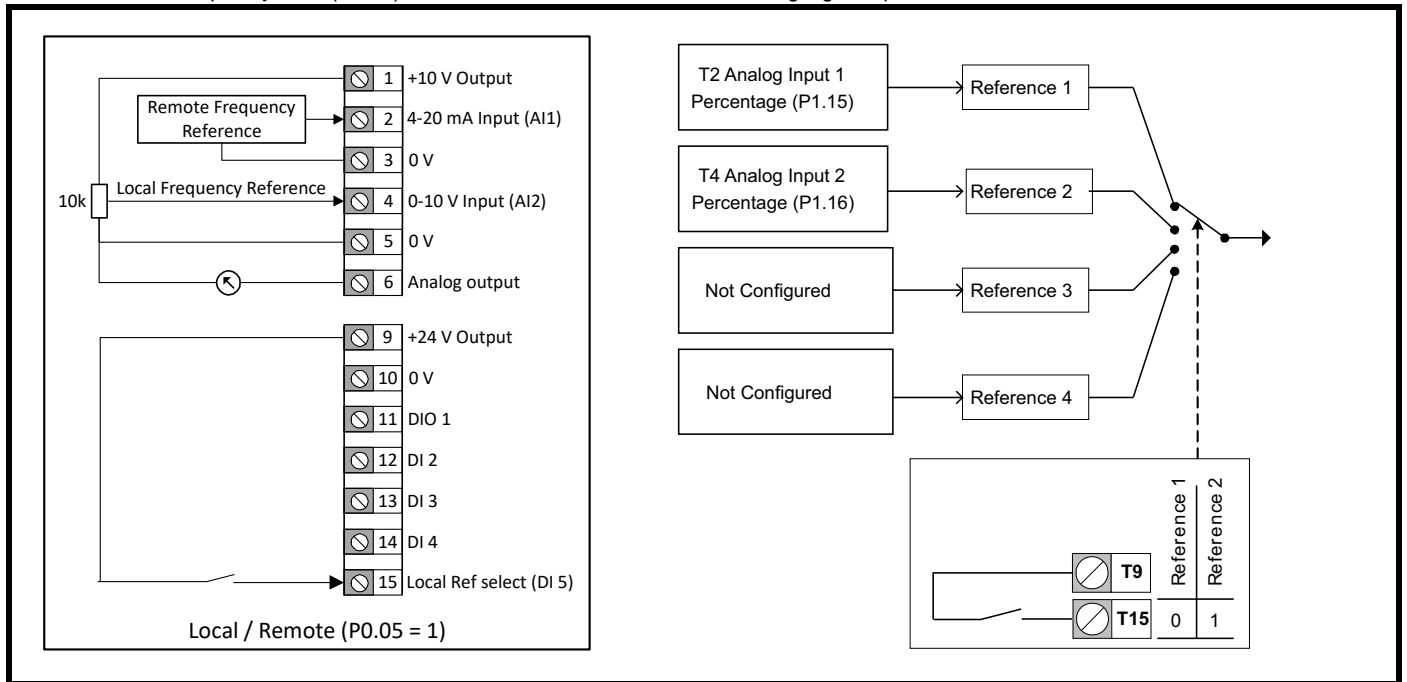 1 +10 V Output
Remote Frequency
Reference
2 4-20 mA Input (AI1)
3 0 V
10k
Local Frequency Reference
4 0-10 V Input (AI2)
5 0 V
6 Analog output
9 +24 V Output
10 0 V
11 DIO 1
12 DI 2
13 DI 3
14 DI 4
15 Local Ref select (DI 5)
Local / Remote (P0.05 = 1)
T2 Analog Input 1
Percentage (P1.15)
Reference 1
T4 Analog Input 2
Percentage (P1.16)
Reference 2
Not Configured
Reference 3
Not Configured
Reference 4
Reference 1
Reference 2
T9
T15 0 1